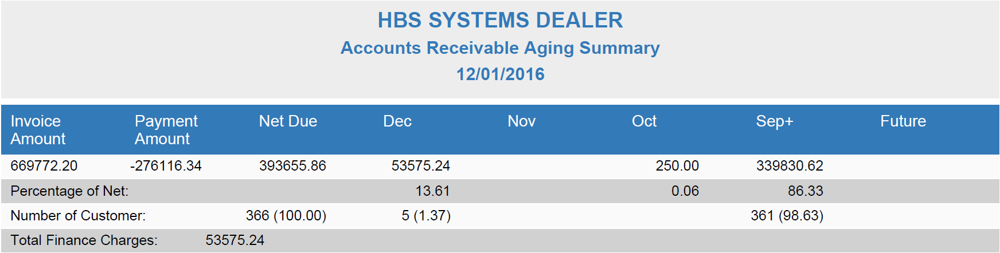 HBS SYSTEMS DEALER
Accounts Receivable Aging Summary
12/01/2016
Invoice Amount Payment Amount Net Due Dec Nov Oct Sep+ Future
669772.20 -276116.34 393655.86 53575.24 250.00 339830.62
Percentage of Net: 13.61 0.06 86.33
Number of Customer: 366 (100.00) 5 (1.37) 361 (98.63)
Total Finance Charges: 53575.24